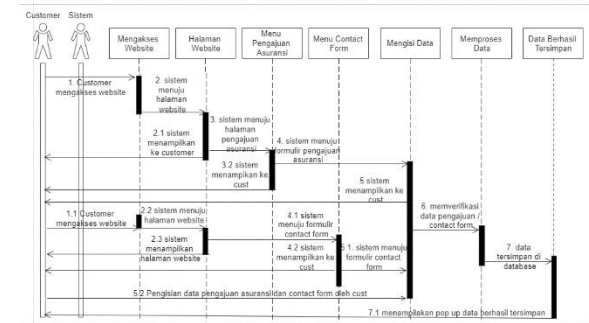 Customer Sistem
Mengakses
Website
Halaman
Website
Menu
Pengajuan
Asuransi
Menu Contact
Form
Mengisi Data
Memproses
Data
Data Berhasil
Tersimpan
1. Customer
mengakses website
2. sistem
menuju
halaman
website
2.1 sistem
menampilkan
ke customer
3. sistem menuju
halaman
pengajuan
asuransi
3.2 sistem
menampikan ke
cust
4. sistem menuju
formulir pengajuan
asuransi
5 sistem
menampilkan ke
cust
1.1 Customer
mengakses website
2.2 sistem menuju
halaman website
2.3 sistem
menampilkan
halaman website
4.1 sistem
menuju formulir
contact form
4.2 sistem
menampilkan ke
cust
5.1. sistem menuju
formulir contact
form
6. memverifikasi
data pengajuan /
contact form
7. data
tersimpan di
database
5.2 Pengisian data pengajuan asuransidan contact form oleh cust
7.1 menampilakan pop up data berhasil tersimpan